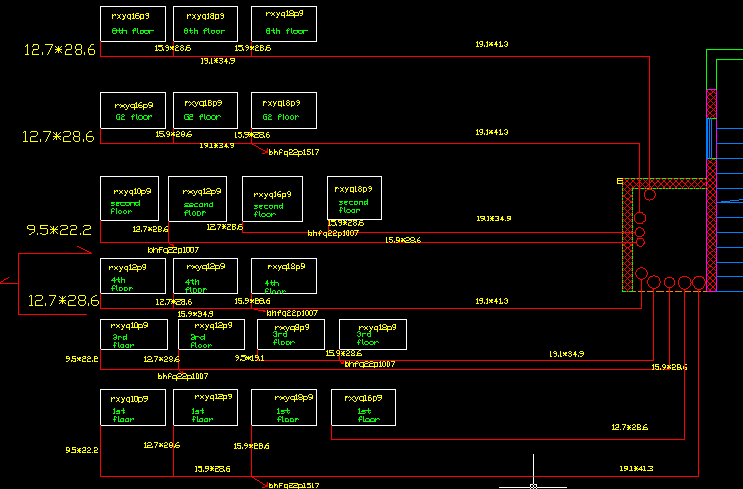 rxyq16p9 rxyq18p9 rxyq18p9
6th floor 6th floor 6th floor
12.7*28.6 15.9*28.6 15.9*28.6 19.1*41.3
19.1*34.9
rxyq16p9 rxyq18p9 rxyq18p9
G2 floor G2 floor G2 floor
12.7*28.6 15.9*28.6 15.9*28.6 19.1*41.3
19.1*34.9
bhfq22p1517
rxyq10p9 rxyq12p9 rxyq16p9 rxyq18p9
second floor second floor second floor second floor
9.5*22.2 12.7*28.6 12.7*28.6 15.9*28.6 19.1*34.9
bhfq22p1007
15.9*28.6
bhfq22p1007
rxyq12p9 rxyq12p9 rxyq18p9
4th floor 4th floor 4th floor
12.7*28.6 12.7*28.6 15.9*28.6 19.1*41.3
15.9*34.9 bhfq22p1007
rxyq10p9 rxyq12p9 rxyq8p9 rxyq18p9
3rd floor 3rd floor 3rd floor 3rd floor
9.5*22.2 12.7*28.6 9.5*19.1 15.9*28.6 19.1*34.9
bhfq22p1007 15.9*28.6
bhfq22p1007
rxyq10p9 rxyq12p9 rxyq18p9 rxyq16p9
1st floor 1st floor 1st floor 1st floor
12.7*28.6
9.5*22.2 12.7*28.6 15.9*28.6
15.9*28.6 19.1*41.3
bhfq22p1517